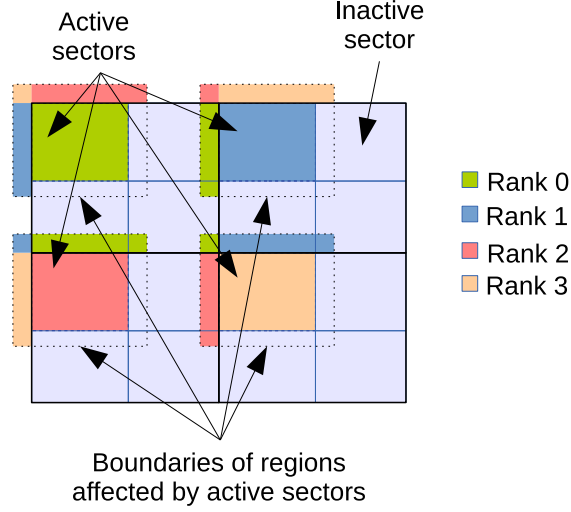 Active
sectors
Inactive
sector
Rank 0
Rank 1
Rank 2
Rank 3
Boundaries of regions
affected by active sectors